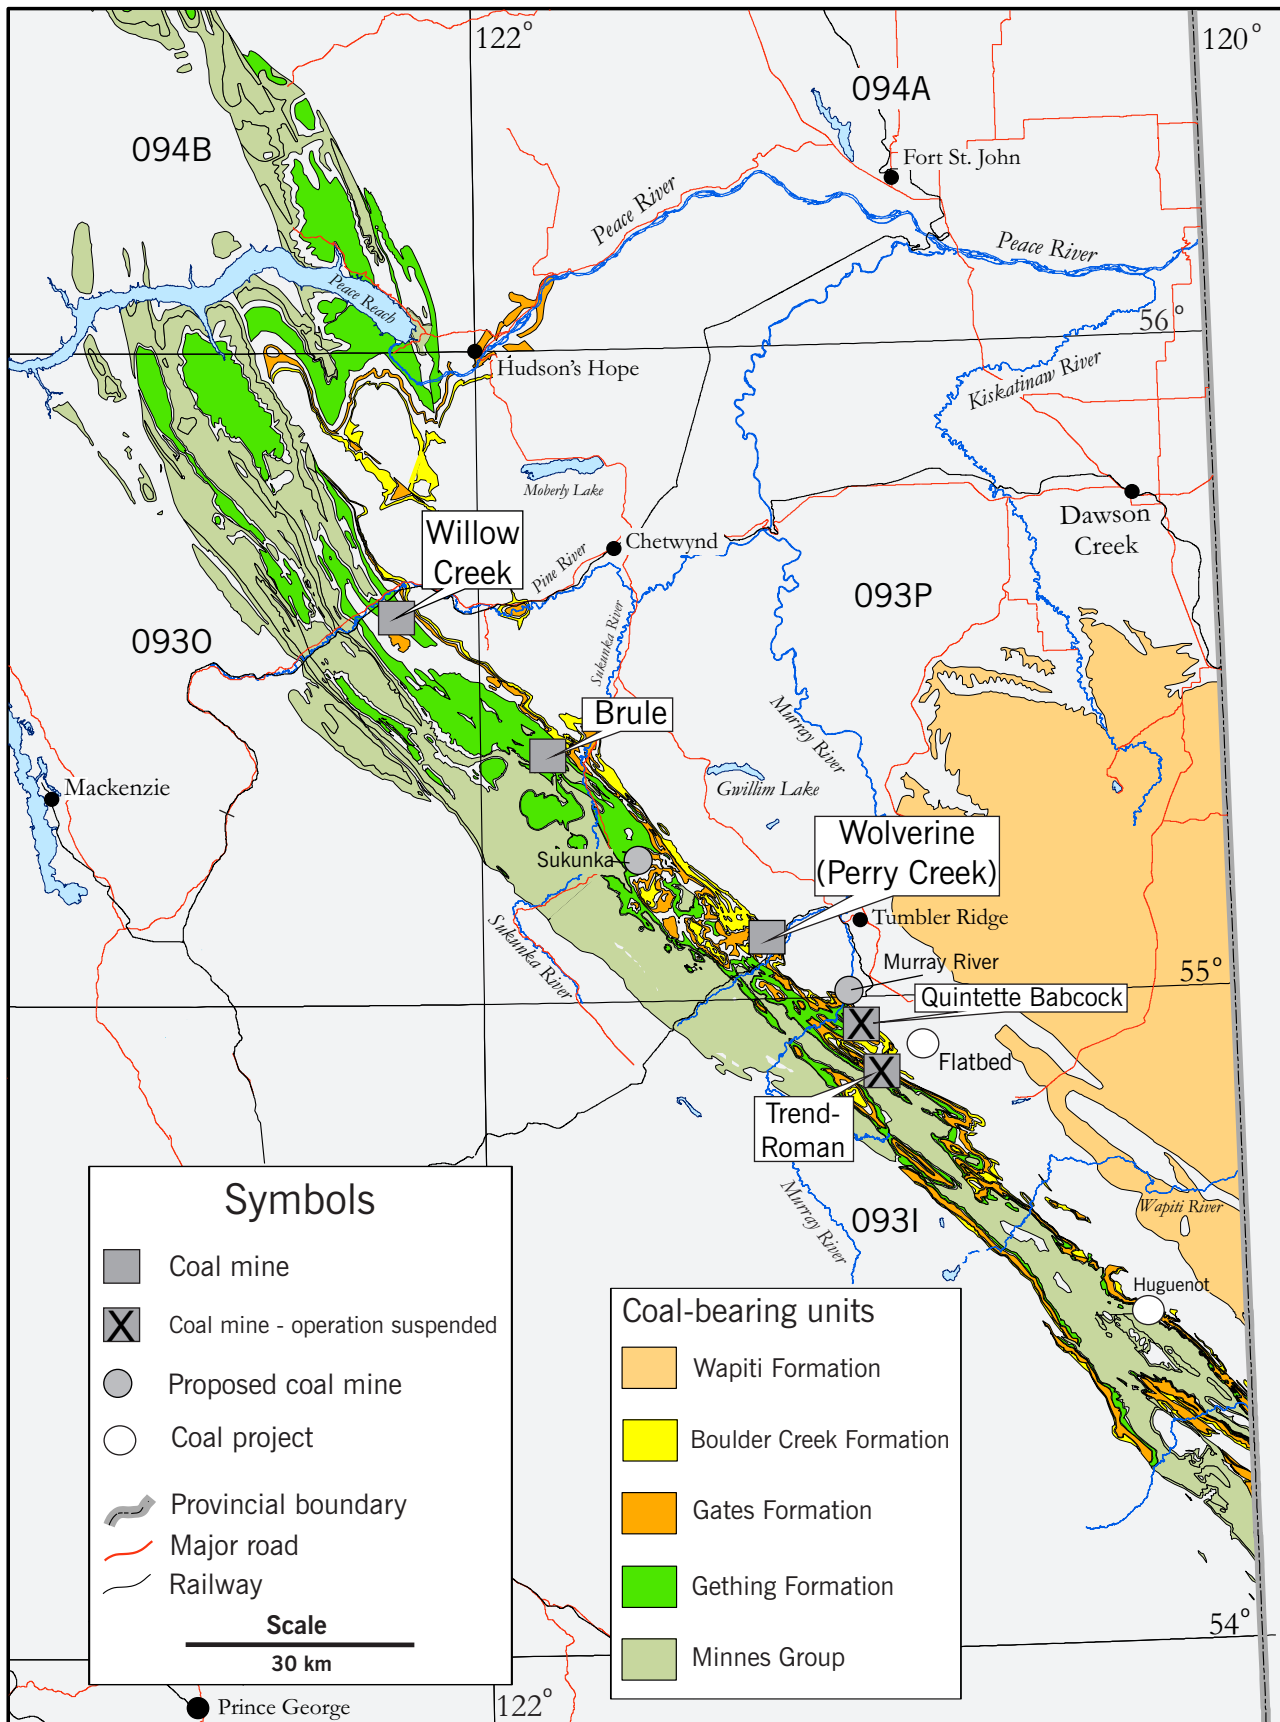 122°
120°
094A
094B
Fort St. John
Peace River
Peace River
Peace Reach
56°
Hudson's Hope
Kiskatinaw River
Moberly Lake
Willow
Creek
Dawson
Creek
Chetwynd
Pine River
093P
093O
Sukunka River
Brule
Murray River
Mackenzie
Gwillim Lake
Wolverine
(Perry Creek)
Sukunka
Tumbler Ridge
Sukunka River
Murray River
55°
Quintette Babcock
Flatbed
Trend-
Roman
Murray River
093I
Wapiti River
Huguenot
Symbols
Coal mine
X
Coal mine - operation suspended
Proposed coal mine
Coal project
Provincial boundary
Major road
Railway
Scale
30 km
Coal-bearing units
Wapiti Formation
Boulder Creek Formation
Gates Formation
Gething Formation
Minnes Group
54°
122°
Prince George